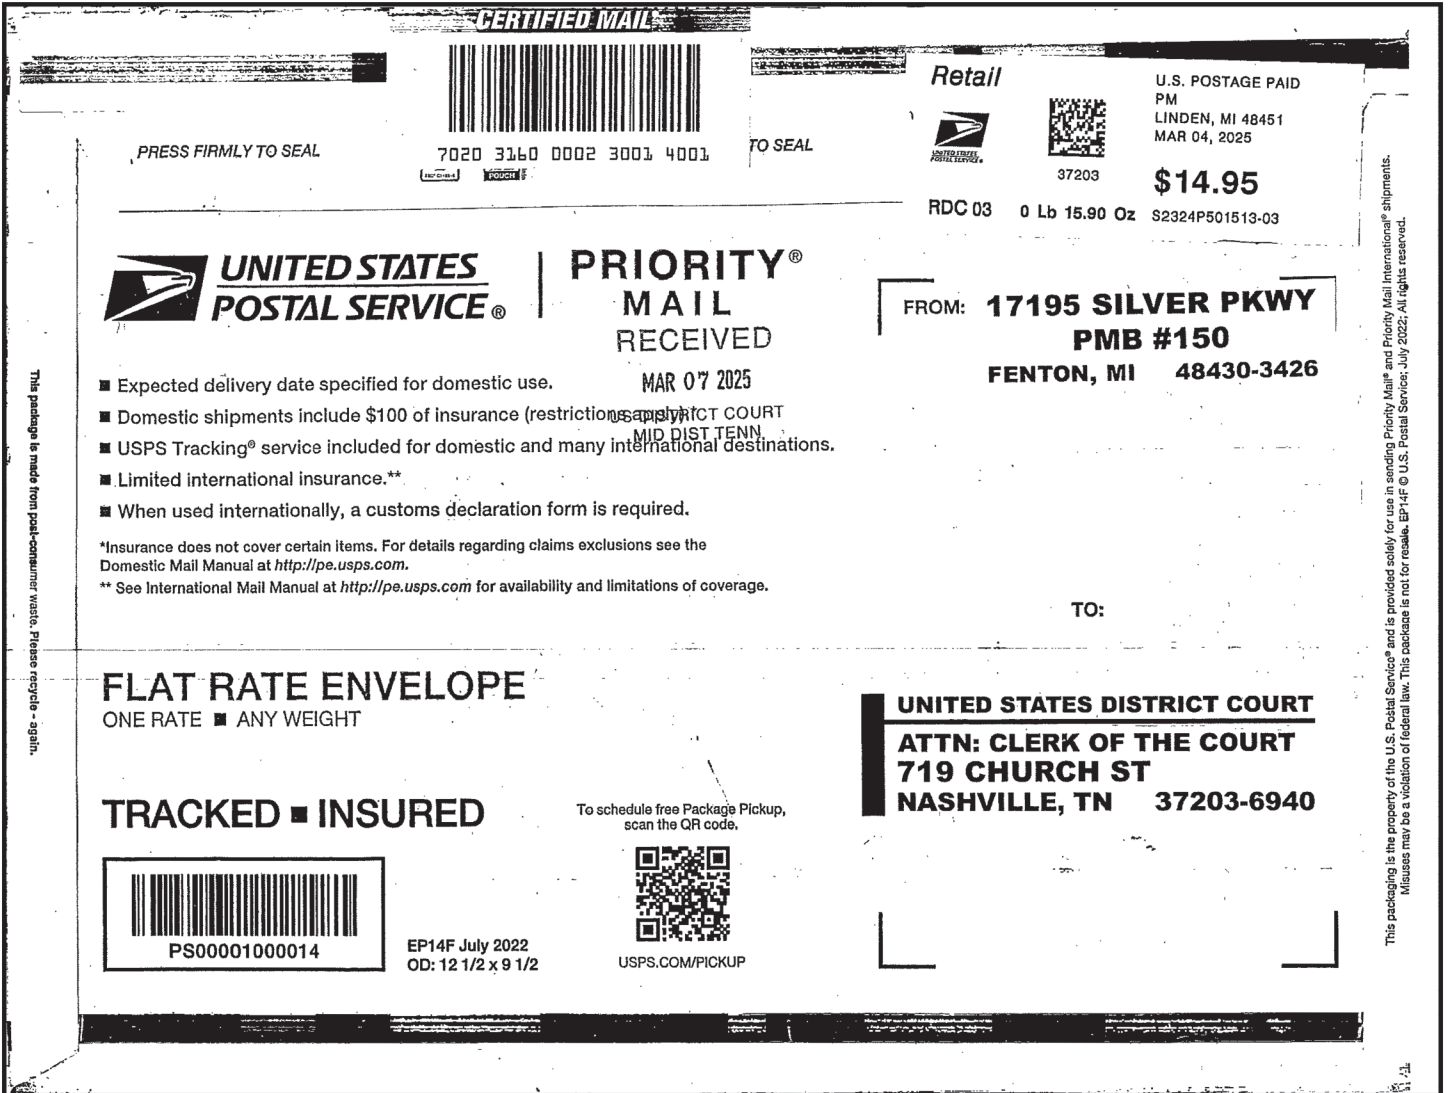 CERTIFIED MAIL
7020 3160 0002 3001 4001
POUCH
PRESS FIRMLY TO SEAL
TO SEAL
Retail
UNITED STATES
POSTAL SERVICE®
37203
U.S. POSTAGE PAID
PM
LINDEN, MI 48451
MAR 04, 2025
$14.95
RDC 03 0 Lb 15.90 Oz S2324P501513-03
UNITED STATES
POSTAL SERVICE®
PRIORITY®
MAIL
RECEIVED
MAR 07 2025
US DISTRICT COURT
MID DIST TENN
FROM: 17195 SILVER PKWY
PMB #150
FENTON, MI 48430-3426
■ Expected delivery date specified for domestic use.
■ Domestic shipments include $100 of insurance (restrictions apply).*
■ USPS Tracking® service included for domestic and many international destinations.
■ Limited international insurance.**
■ When used internationally, a customs declaration form is required.
*Insurance does not cover certain items. For details regarding claims exclusions see the
Domestic Mail Manual at http://pe.usps.com.
** See International Mail Manual at http://pe.usps.com for availability and limitations of coverage.
TO:
FLAT RATE ENVELOPE
ONE RATE ■ ANY WEIGHT
UNITED STATES DISTRICT COURT
ATTN: CLERK OF THE COURT
719 CHURCH ST
NASHVILLE, TN 37203-6940
TRACKED ■ INSURED
To schedule free Package Pickup,
scan the QR code.
PS00001000014
EP14F July 2022
OD: 12 1/2 x 9 1/2
USPS.COM/PICKUP
This package is made from post-consumer waste. Please recycle - again.
This packaging is the property of the U.S. Postal Service® and is provided solely for use in sending Priority Mail® and Priority Mail International® shipments.
Misuses may be a violation of federal law. This package is not for resale. EP14F © U.S. Postal Service; July 2022; All rights reserved.